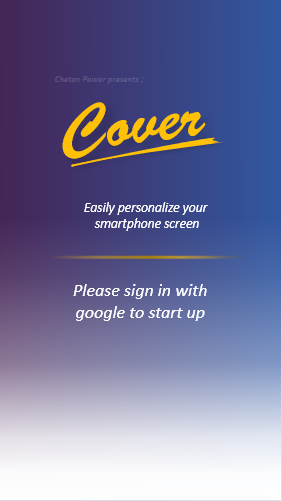 Chetan Pawar presents :
Cover
Easily personalize your
smartphone screen
Please sign in with
google to start up